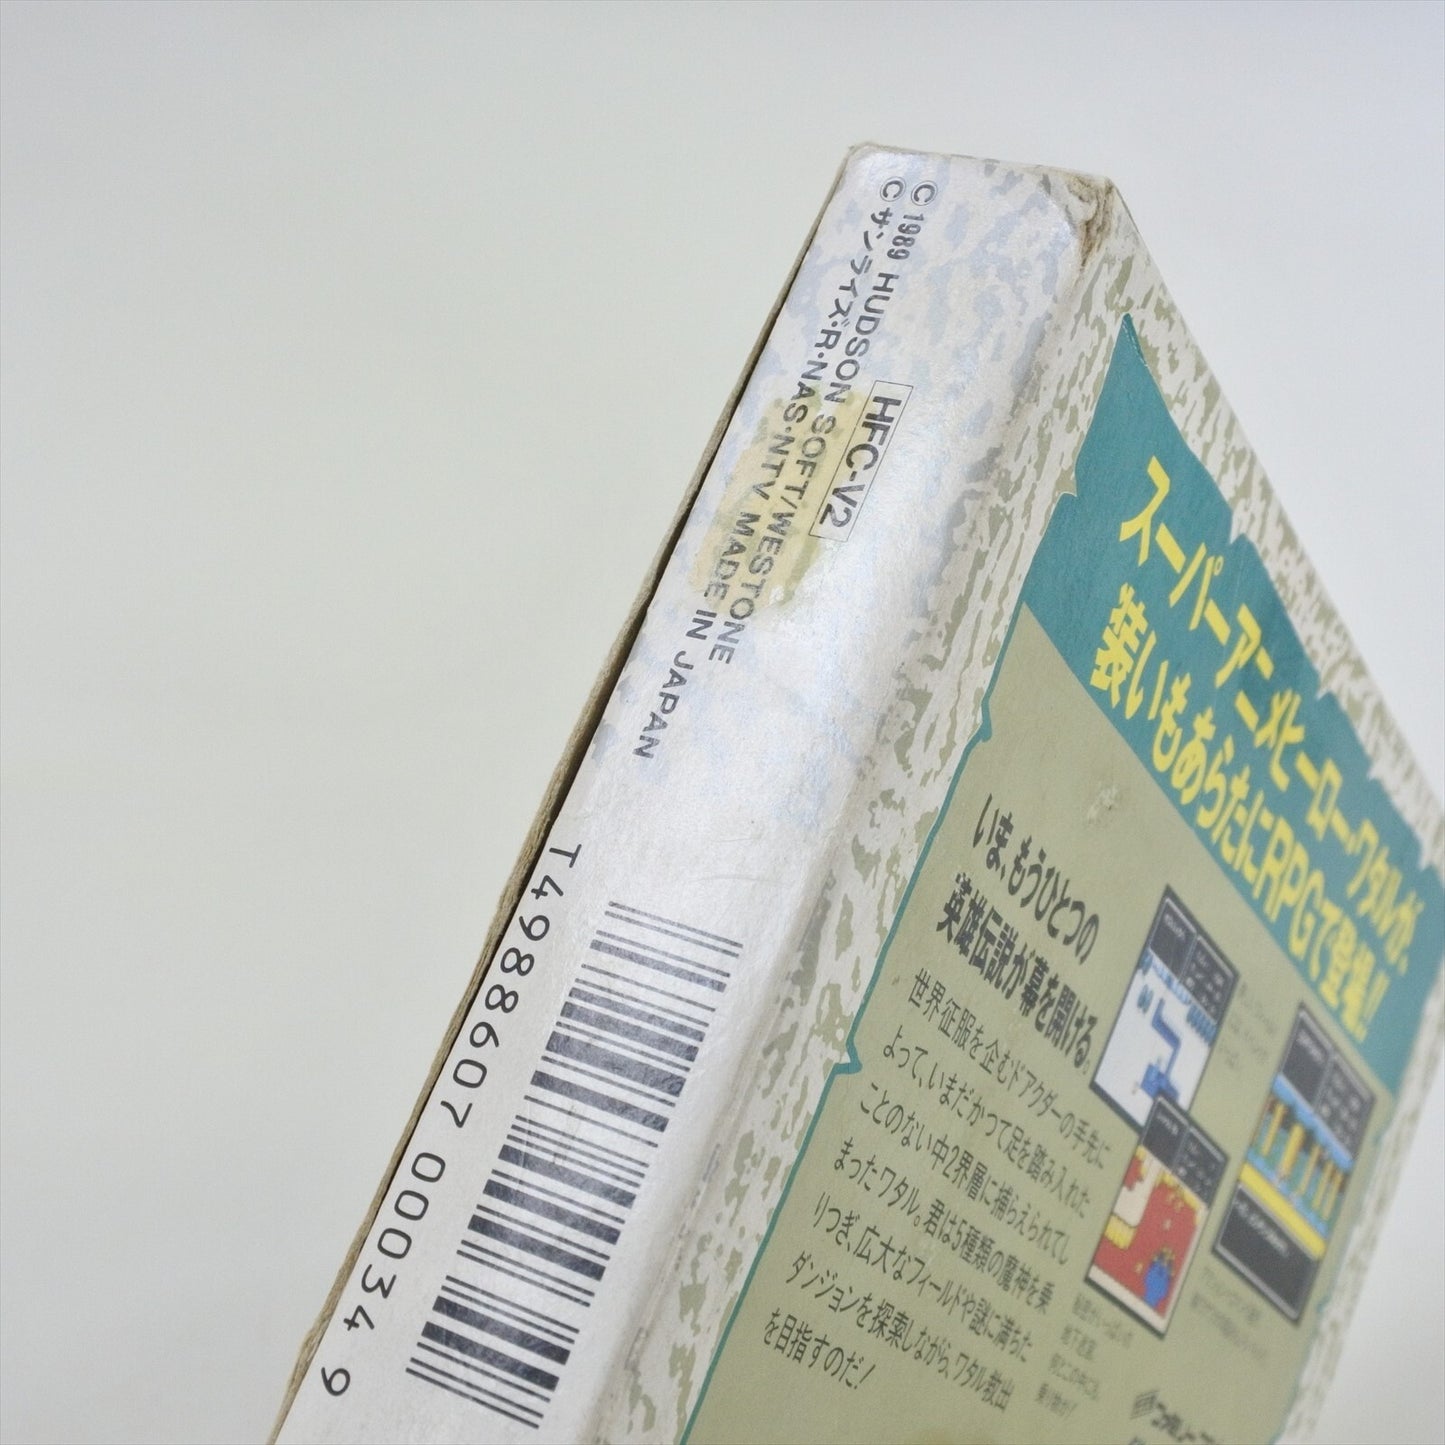 © 1989 HUDSON SOFT/WESTONE
© サンライズ・R・NAS・NTV MADE IN JAPAN
HFC-V2
T4988607 00034 9
スーパーアニメヒーロー、ワタルが、
装いもあらたにRPGで登場!!
いま、もうひとつの
英雄伝説が幕を開ける。
世界征服を企むドアクダーの手先に
よって、いまだかつて足を踏み入れた
ことのない中2界層に捕らえられてし
まったワタル。君は5種類の魔神を乗
りつぎ、広大なフィールドや謎に満ちた
ダンジョンを探索しながら、ワタル救出
を目指すのだ!